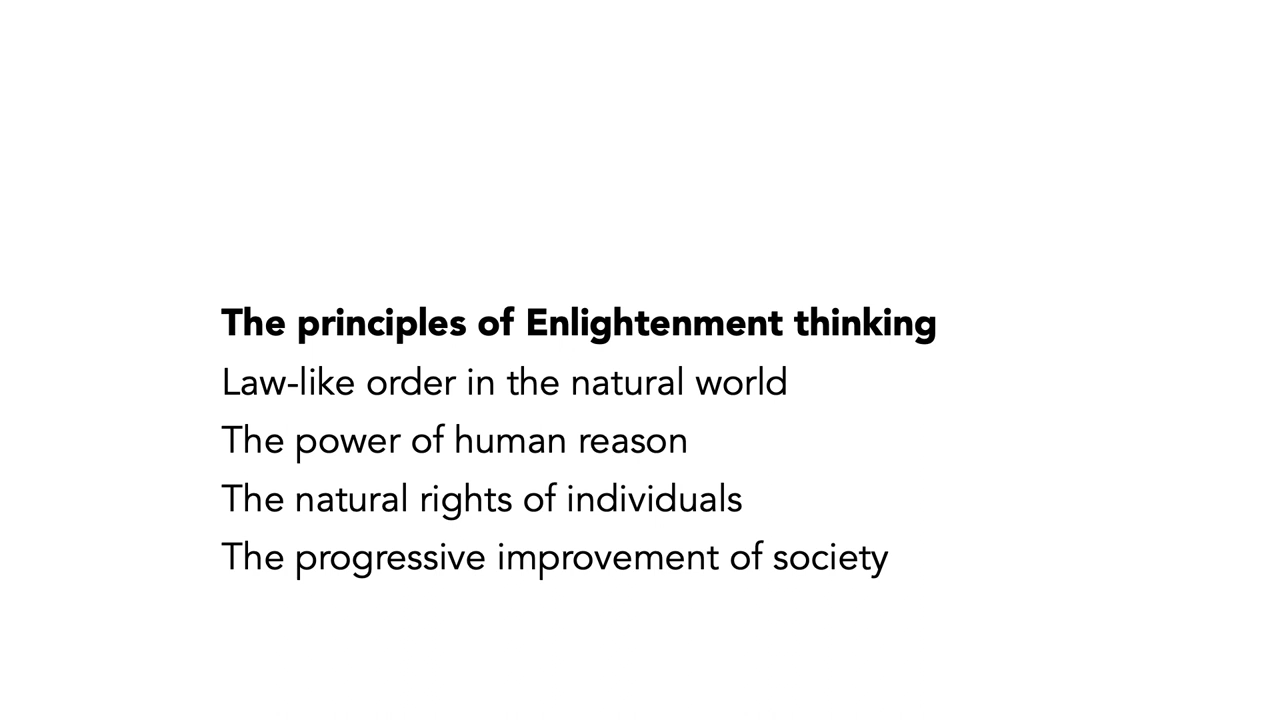 The principles of Enlightenment thinking
Law-like order in the natural world
The power of human reason
The natural rights of individuals
The progressive improvement of society